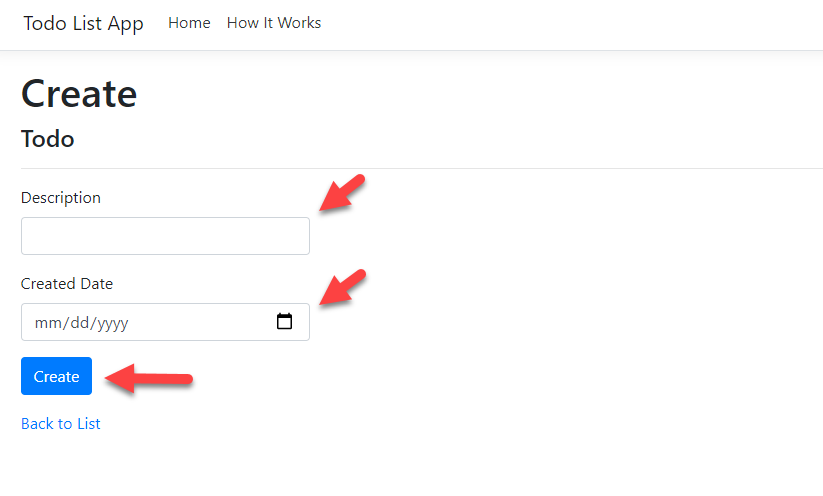 Todo List App Home How It Works
Create
Todo
Description
Created Date
mm/dd/yyyy
Create
Back to List